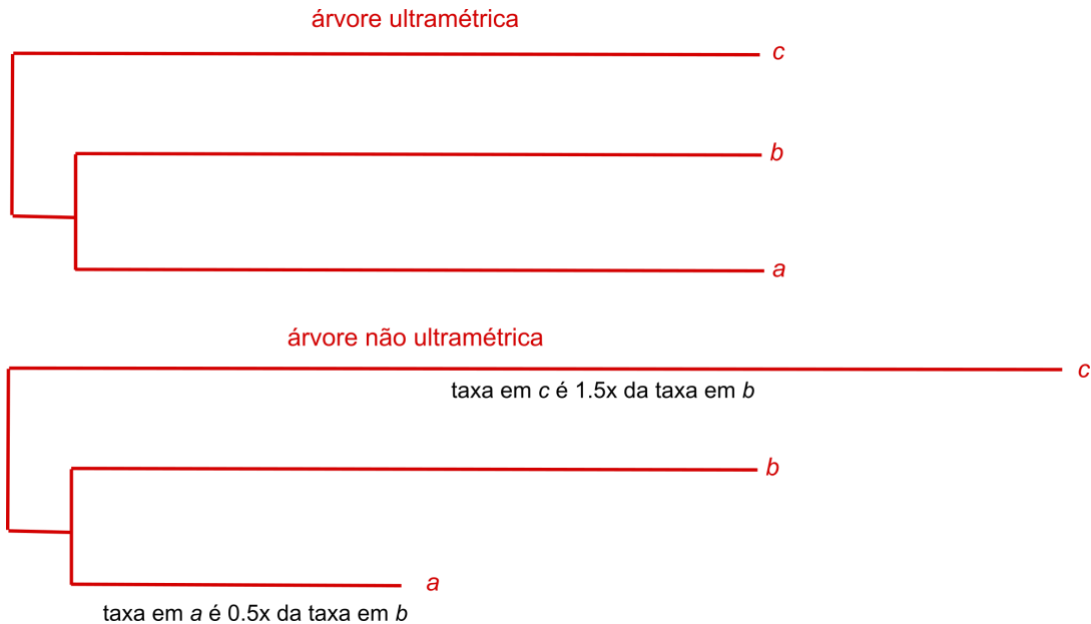 árvore ultramétrica
c
b
a
árvore não ultramétrica
c
taxa em c é 1.5x da taxa em b
b
a
taxa em a é 0.5x da taxa em b